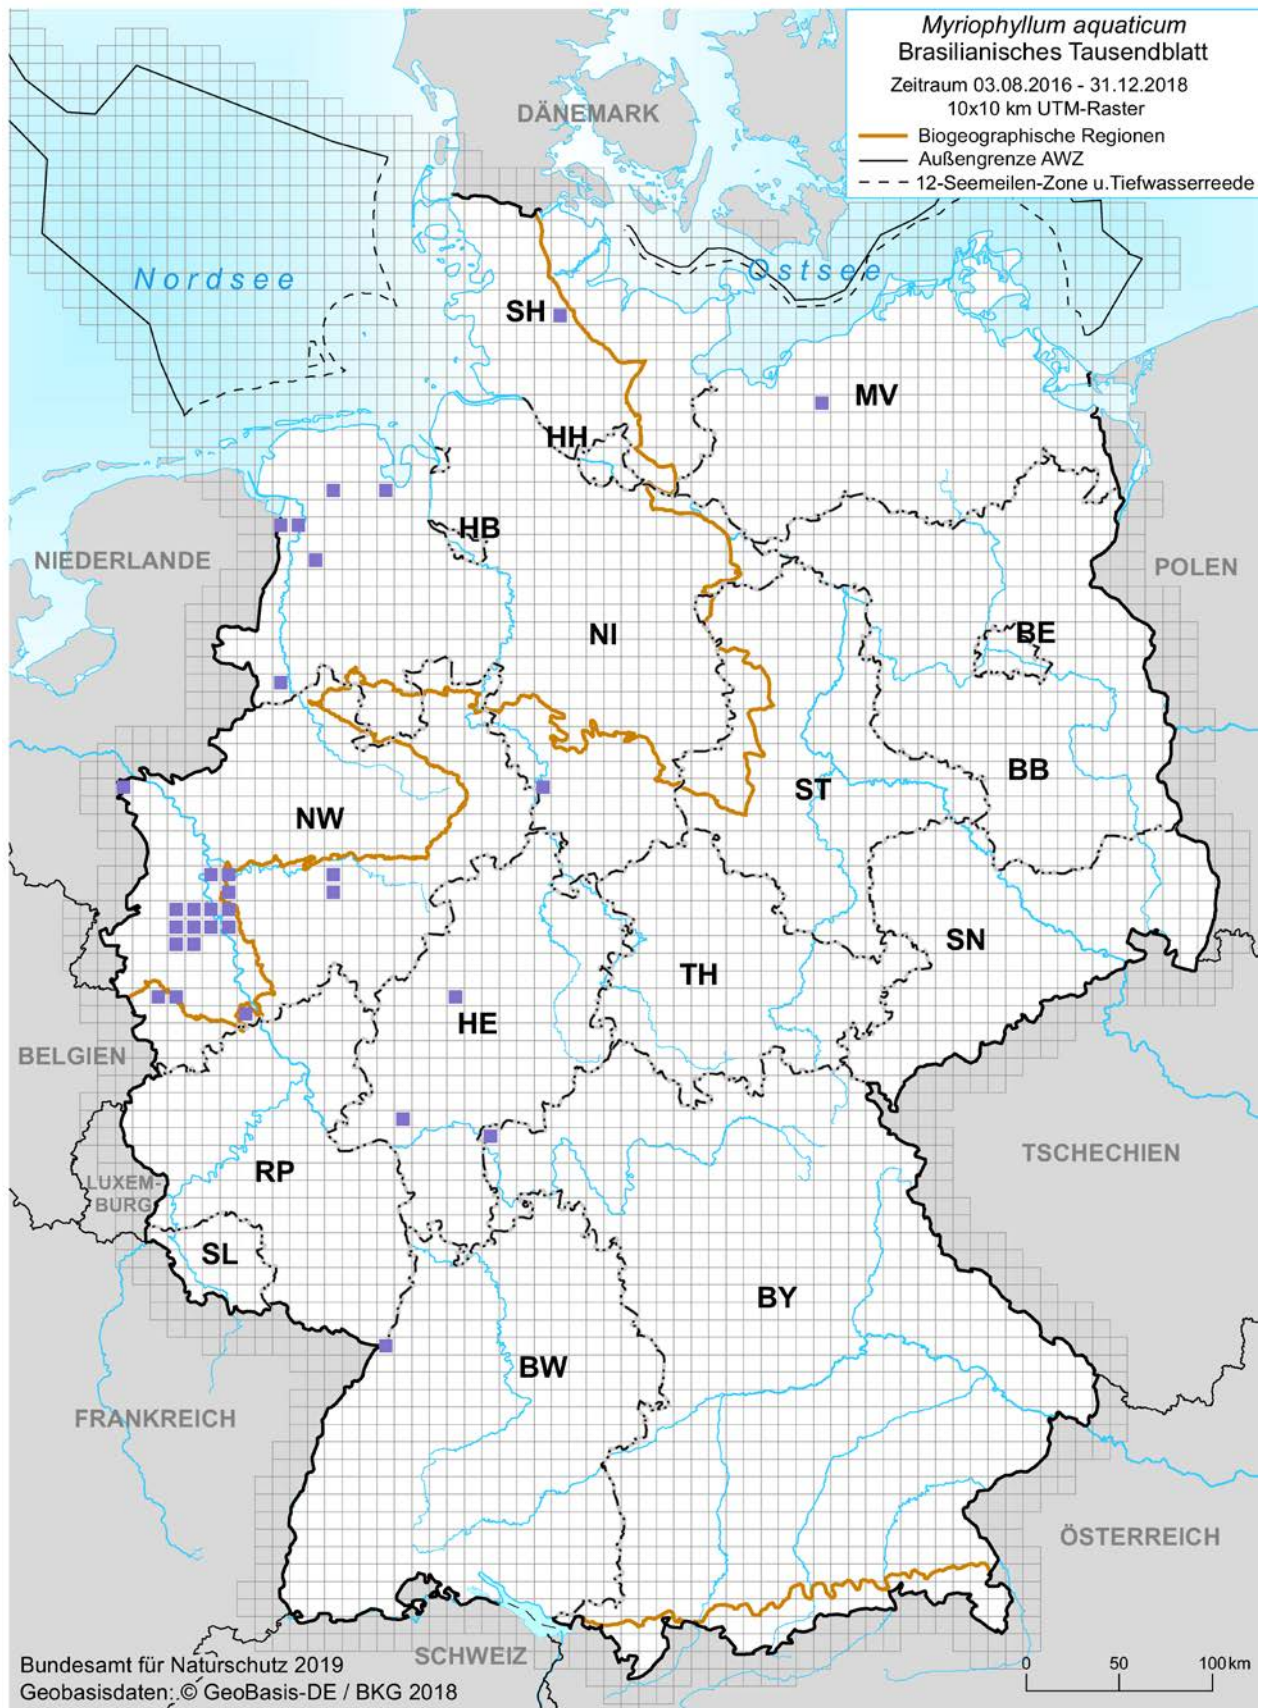 Myriophyllum aquaticum
Brasilianisches Tausendblatt
Zeitraum 03.08.2016 - 31.12.2018
10x10 km UTM-Raster
Biogeographische Regionen
Außengrenze AWZ
12-Seemeilen-Zone u.Tiefwasserreede
DÄNEMARK
Nordsee
Ostsee
SH
MV
HH
HB
NIEDERLANDE
POLEN
NI
BE
BB
ST
NW
SN
TH
HE
BELGIEN
TSCHECHIEN
RP
LUXEM-
BURG
SL
BY
BW
FRANKREICH
ÖSTERREICH
SCHWEIZ
Bundesamt für Naturschutz 2019
Geobasisdaten:.© GeoBasis-DE / BKG 2018
0 50 100km